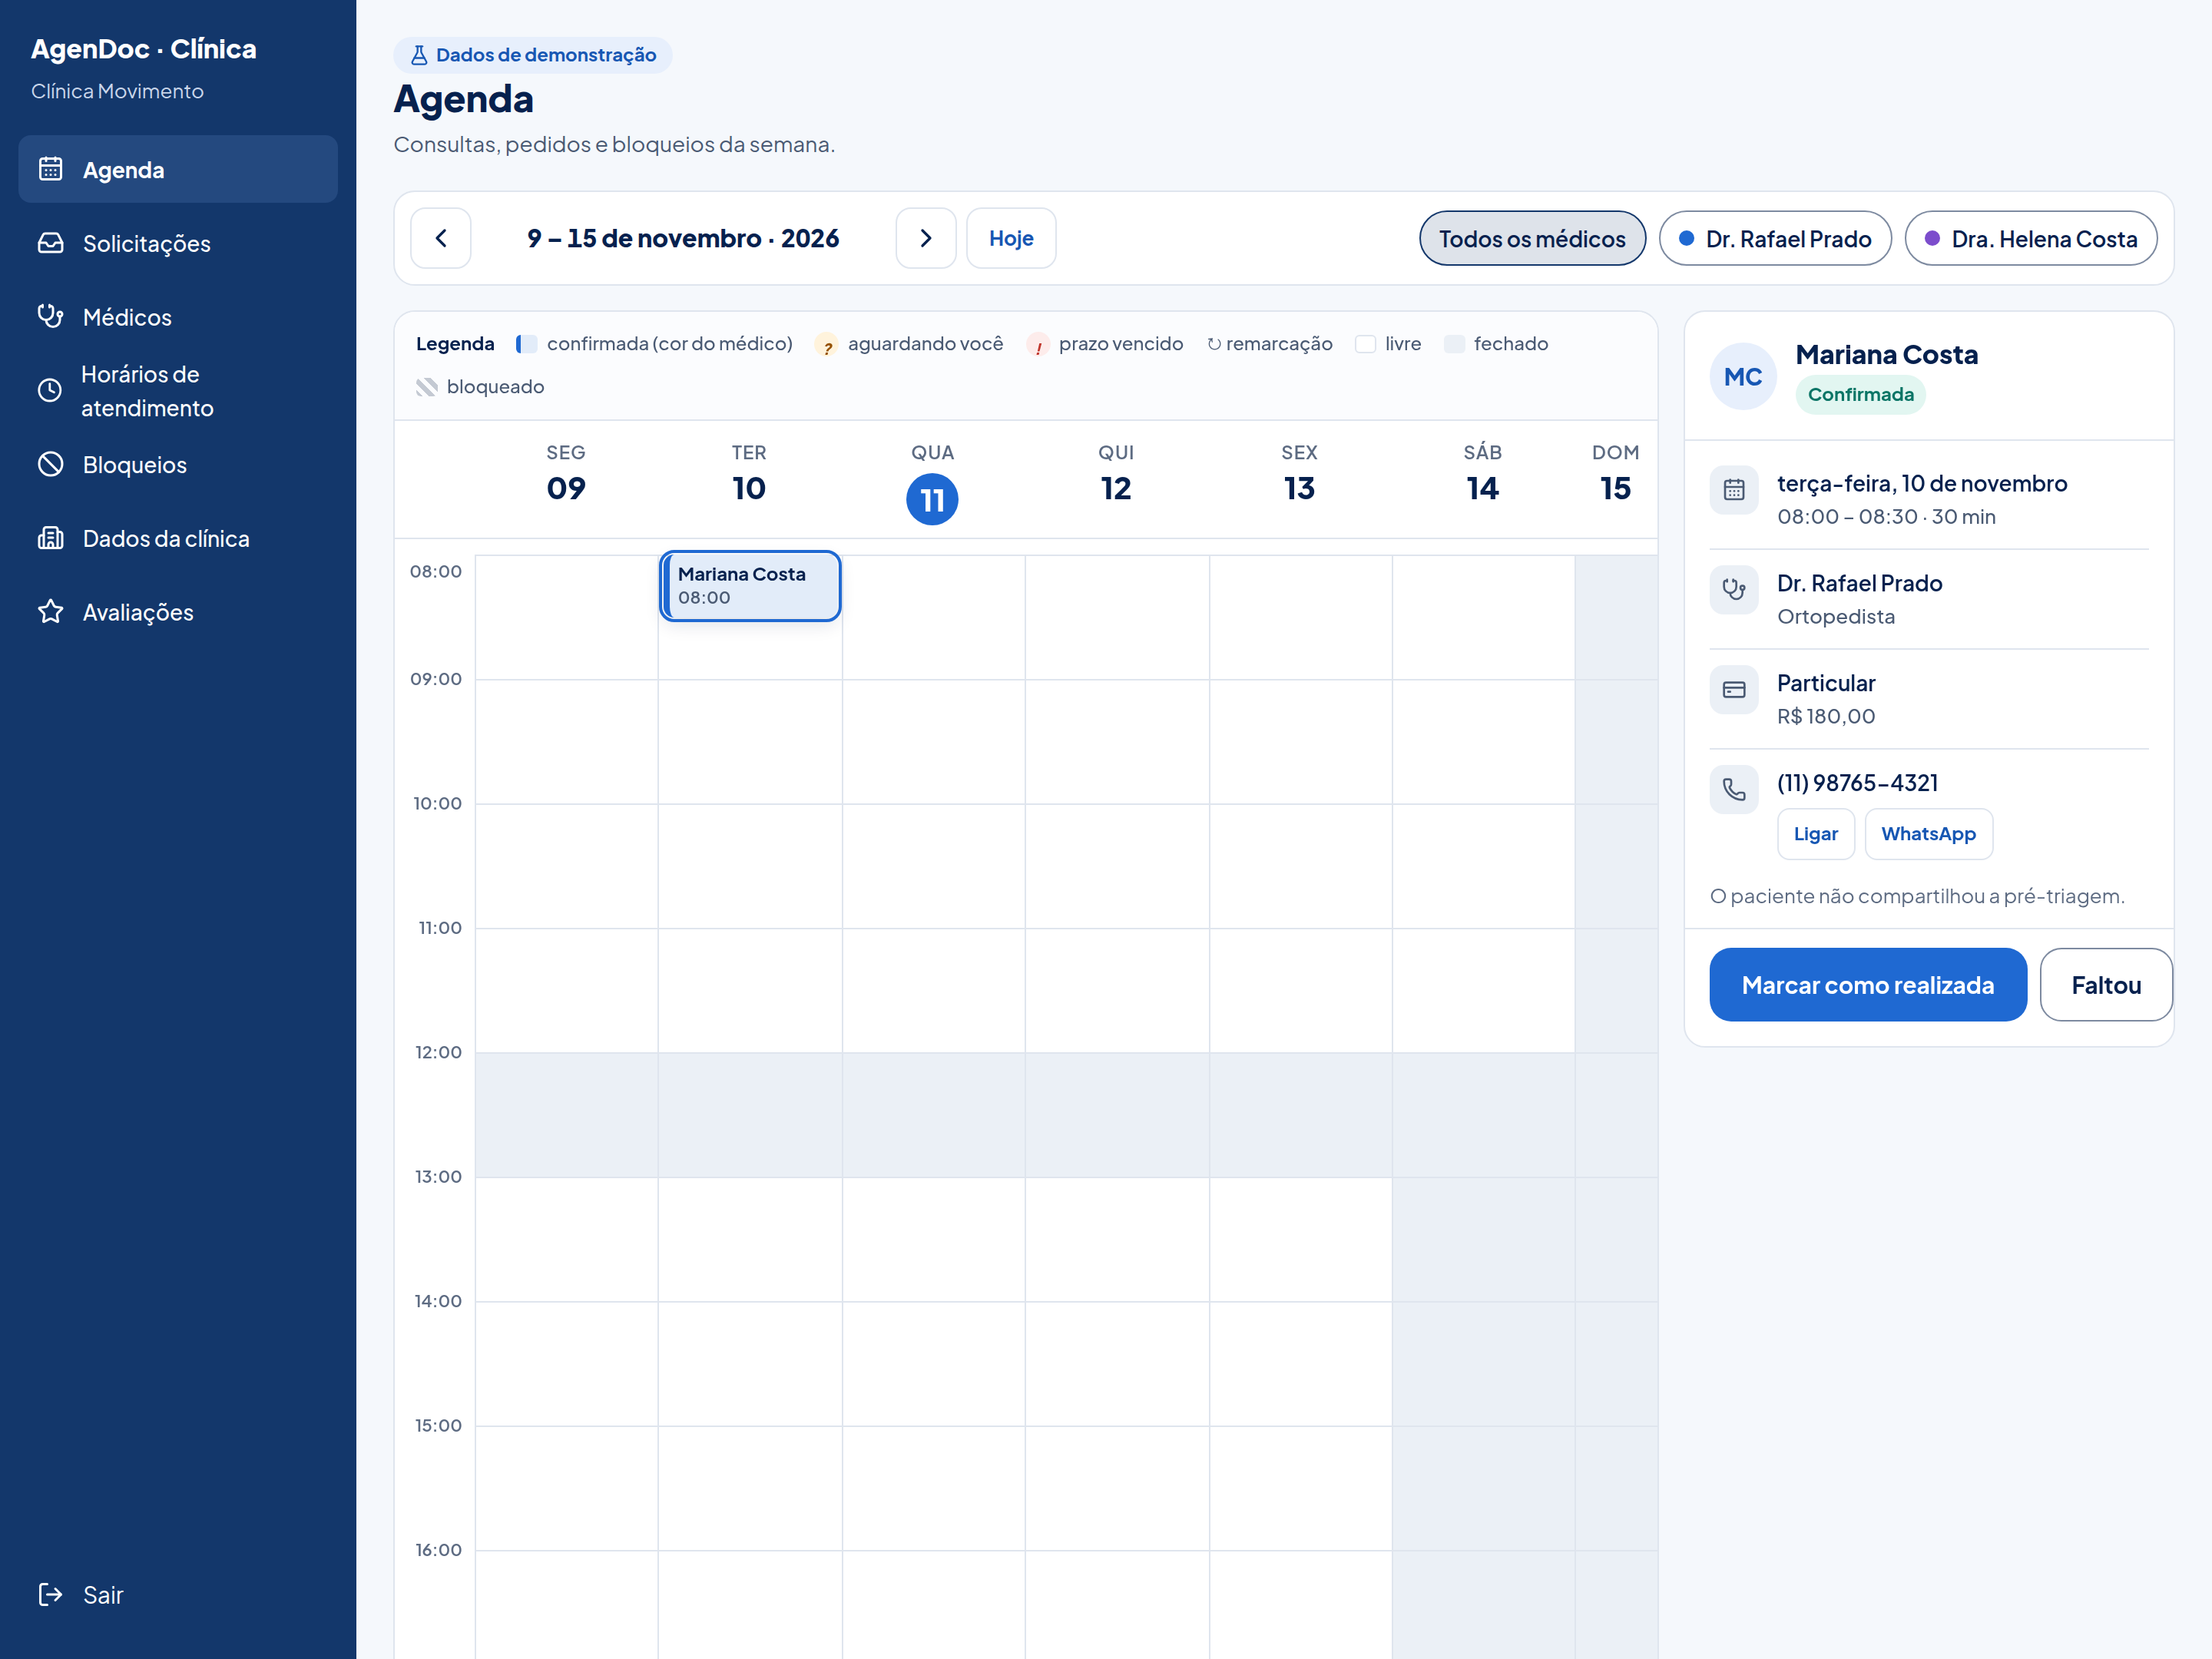 AgenDoc · Clínica
Clínica Movimento
Agenda
Solicitações
Médicos
Horários de
atendimento
Bloqueios
Dados da clínica
Avaliações
Sair
Dados de demonstração
Agenda
Consultas, pedidos e bloqueios da semana.
9 – 15 de novembro · 2026
Hoje
Todos os médicos
Dr. Rafael Prado
Dra. Helena Costa
Legenda
confirmada (cor do médico)
? aguardando você
! prazo vencido
↻ remarcação
livre
fechado
bloqueado
SEG
09
TER
10
QUA
11
QUI
12
SEX
13
SÁB
14
DOM
15
08:00
Mariana Costa
08:00
09:00
10:00
11:00
12:00
13:00
14:00
15:00
16:00
MC
Mariana Costa
Confirmada
terça-feira, 10 de novembro
08:00 – 08:30 · 30 min
Dr. Rafael Prado
Ortopedista
Particular
R$ 180,00
(11) 98765-4321
Ligar
WhatsApp
O paciente não compartilhou a pré-triagem.
Marcar como realizada
Faltou